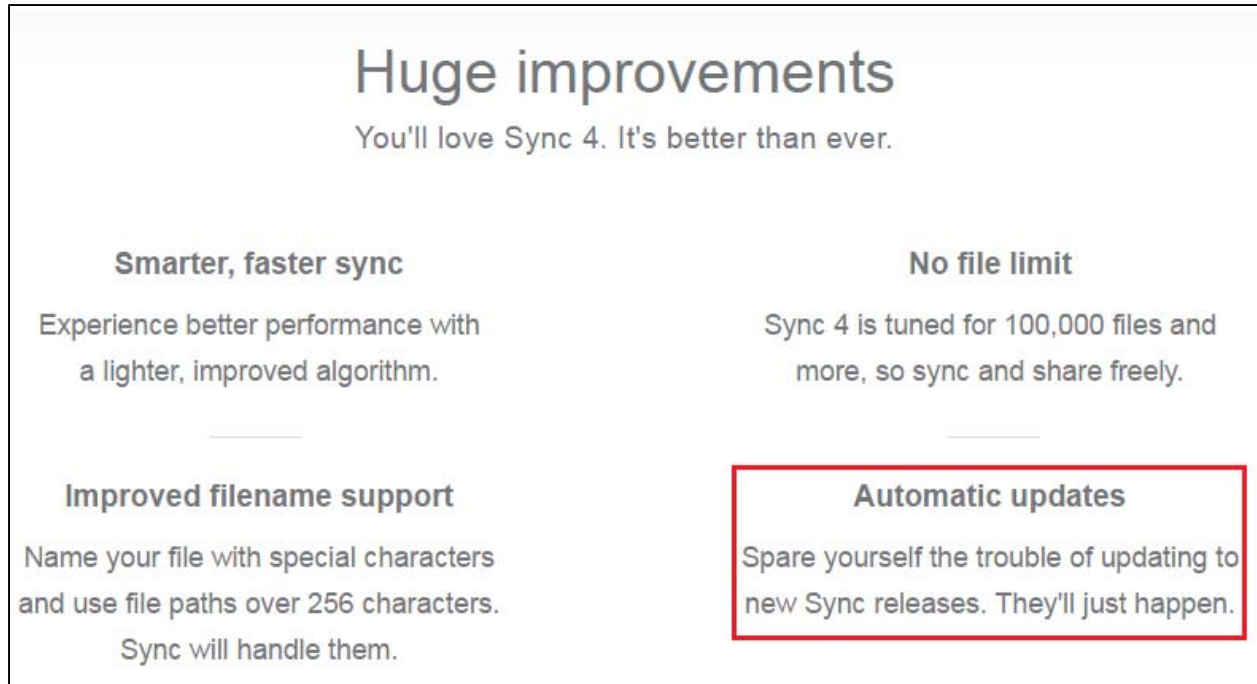 Huge improvements
You'll love Sync 4. It's better than ever.
Smarter, faster sync
Experience better performance with
a lighter, improved algorithm.
No file limit
Sync 4 is tuned for 100,000 files and
more, so sync and share freely.
Improved filename support
Name your file with special characters
and use file paths over 256 characters.
Sync will handle them.
Automatic updates
Spare yourself the trouble of updating to
new Sync releases. They'll just happen.